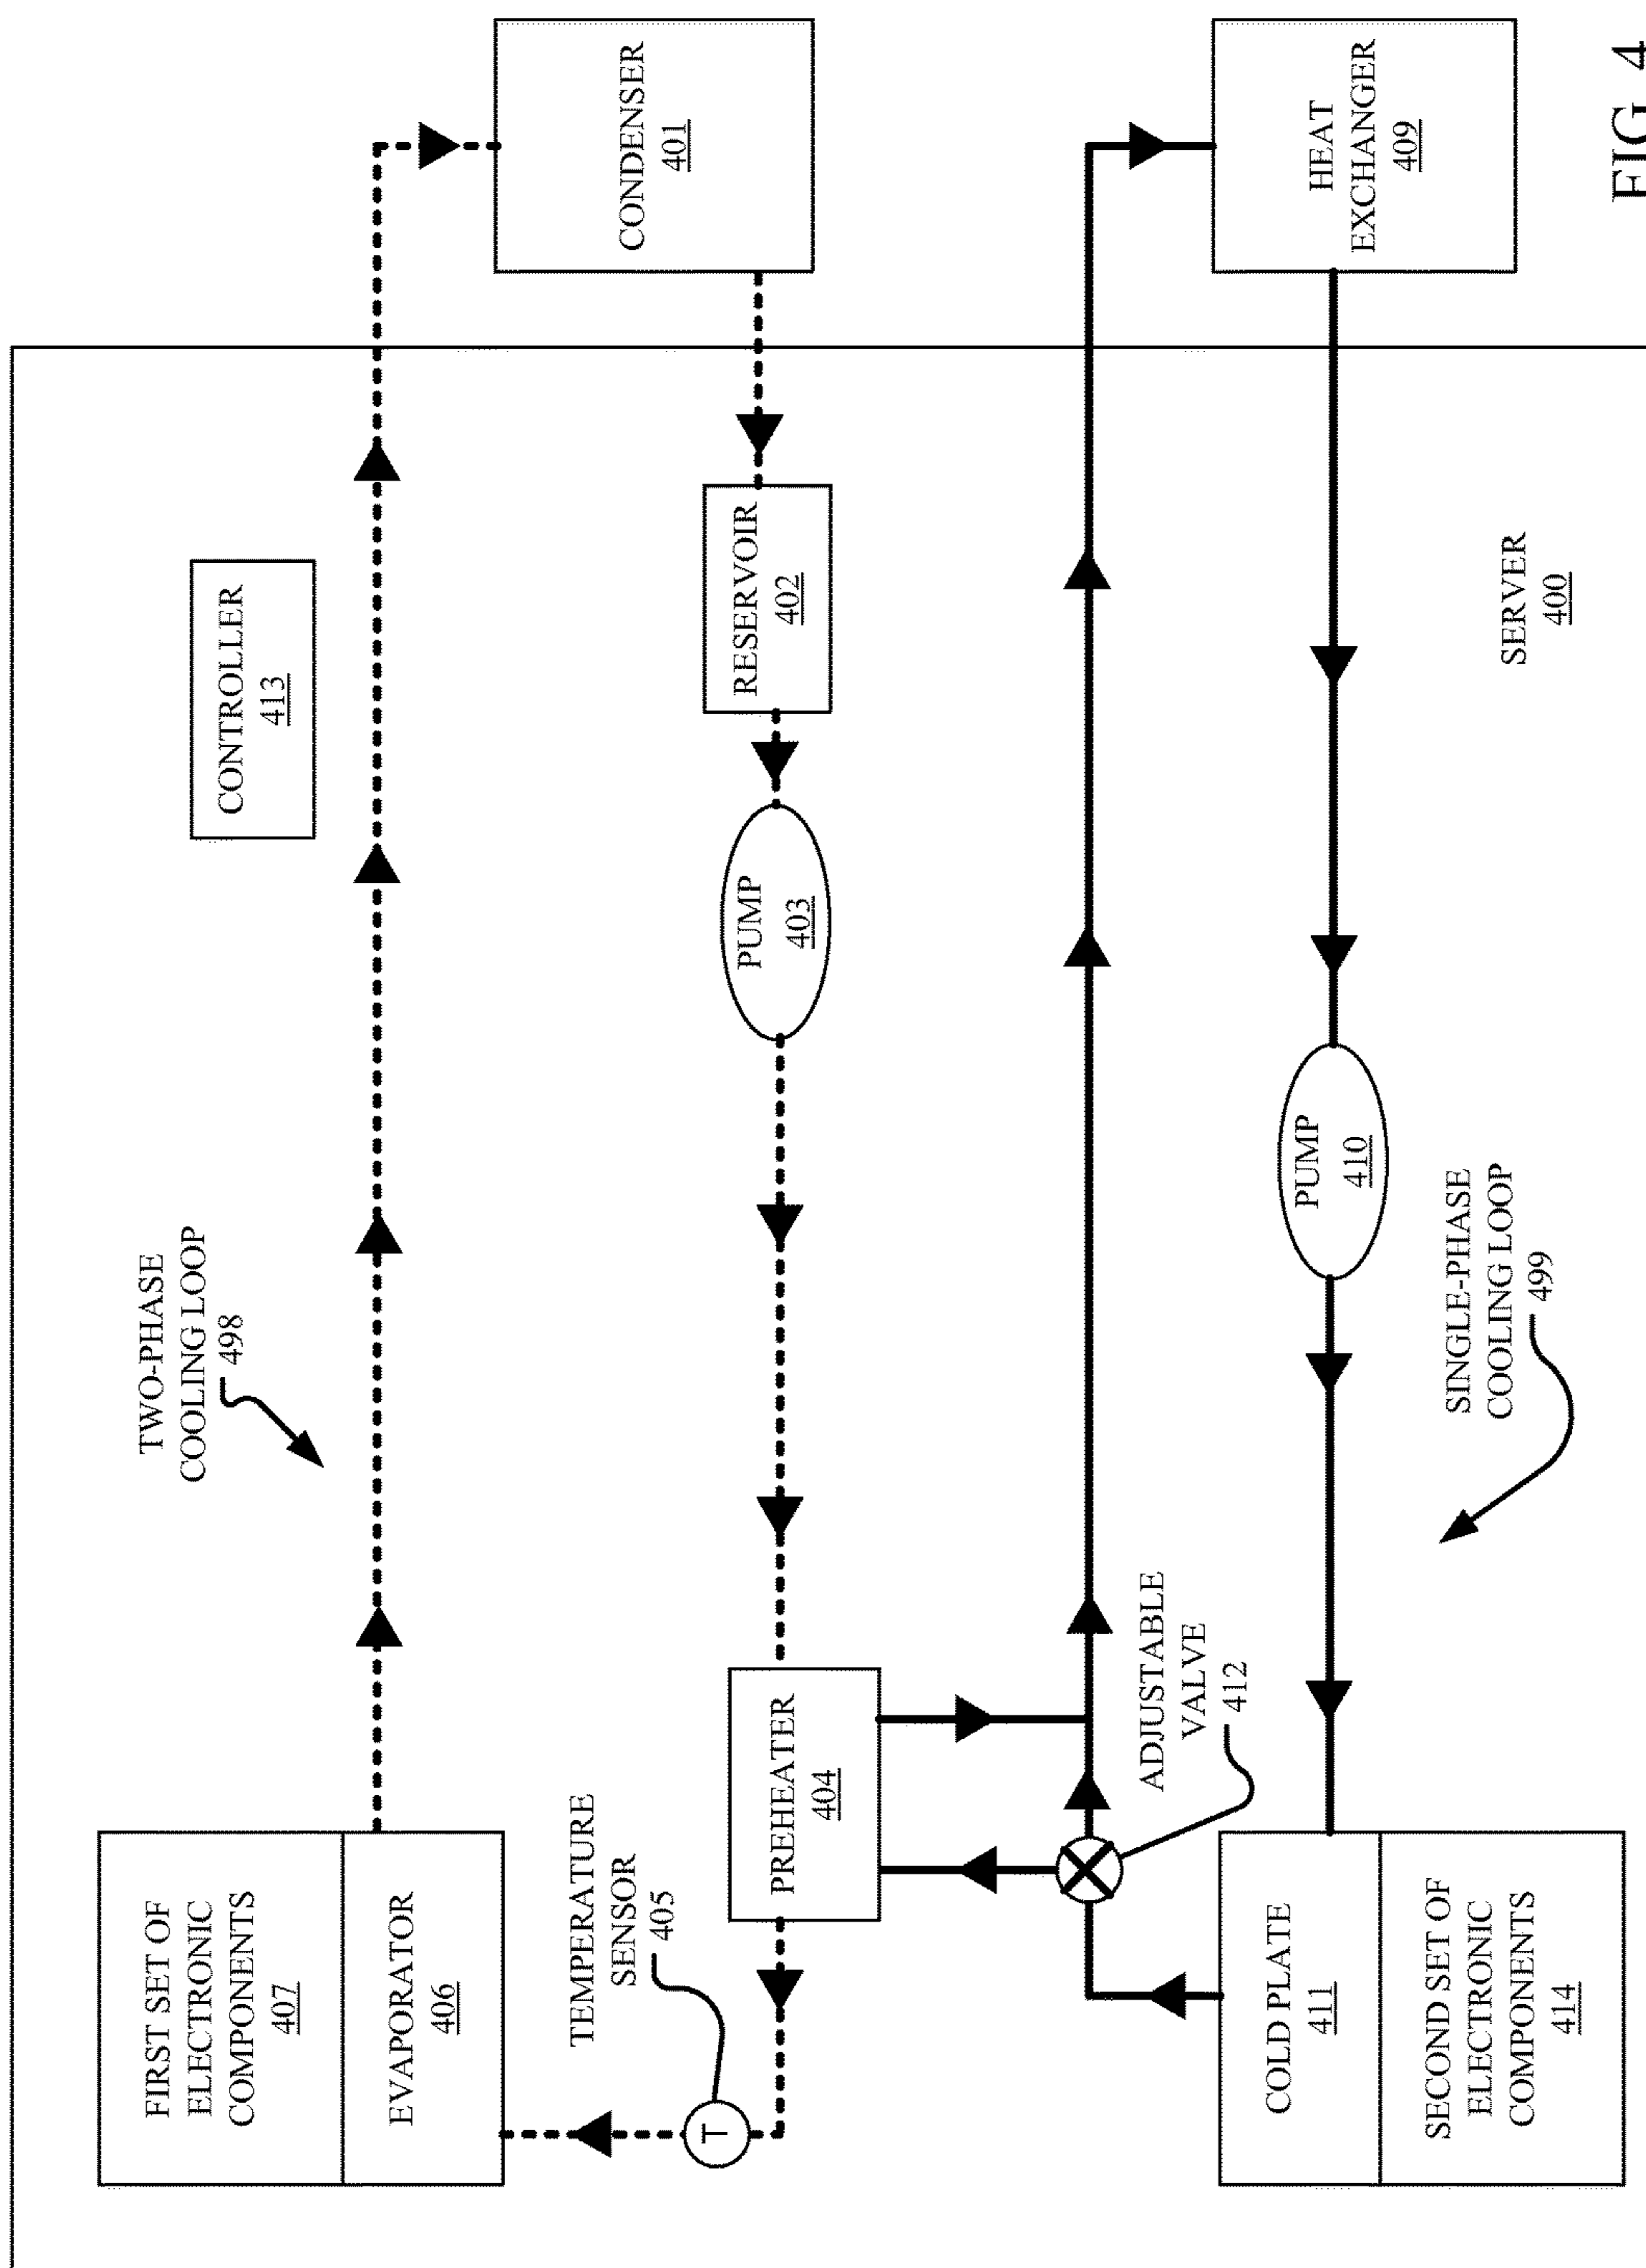 FIRST SET OF
ELECTRONIC
COMPONENTS
407
EVAPORATOR
406
TWO-PHASE
COOLING LOOP
498
CONTROLLER
413
CONDENSER
401
TEMPERATURE
SENSOR
405
T
PREHEATER
404
PUMP
403
RESERVOIR
402
ADJUSTABLE
VALVE
412
COLD PLATE
411
SECOND SET OF
ELECTRONIC
COMPONENTS
414
PUMP
410
SINGLE-PHASE
COOLING LOOP
499
HEAT
EXCHANGER
409
SERVER
400
FIG. 4